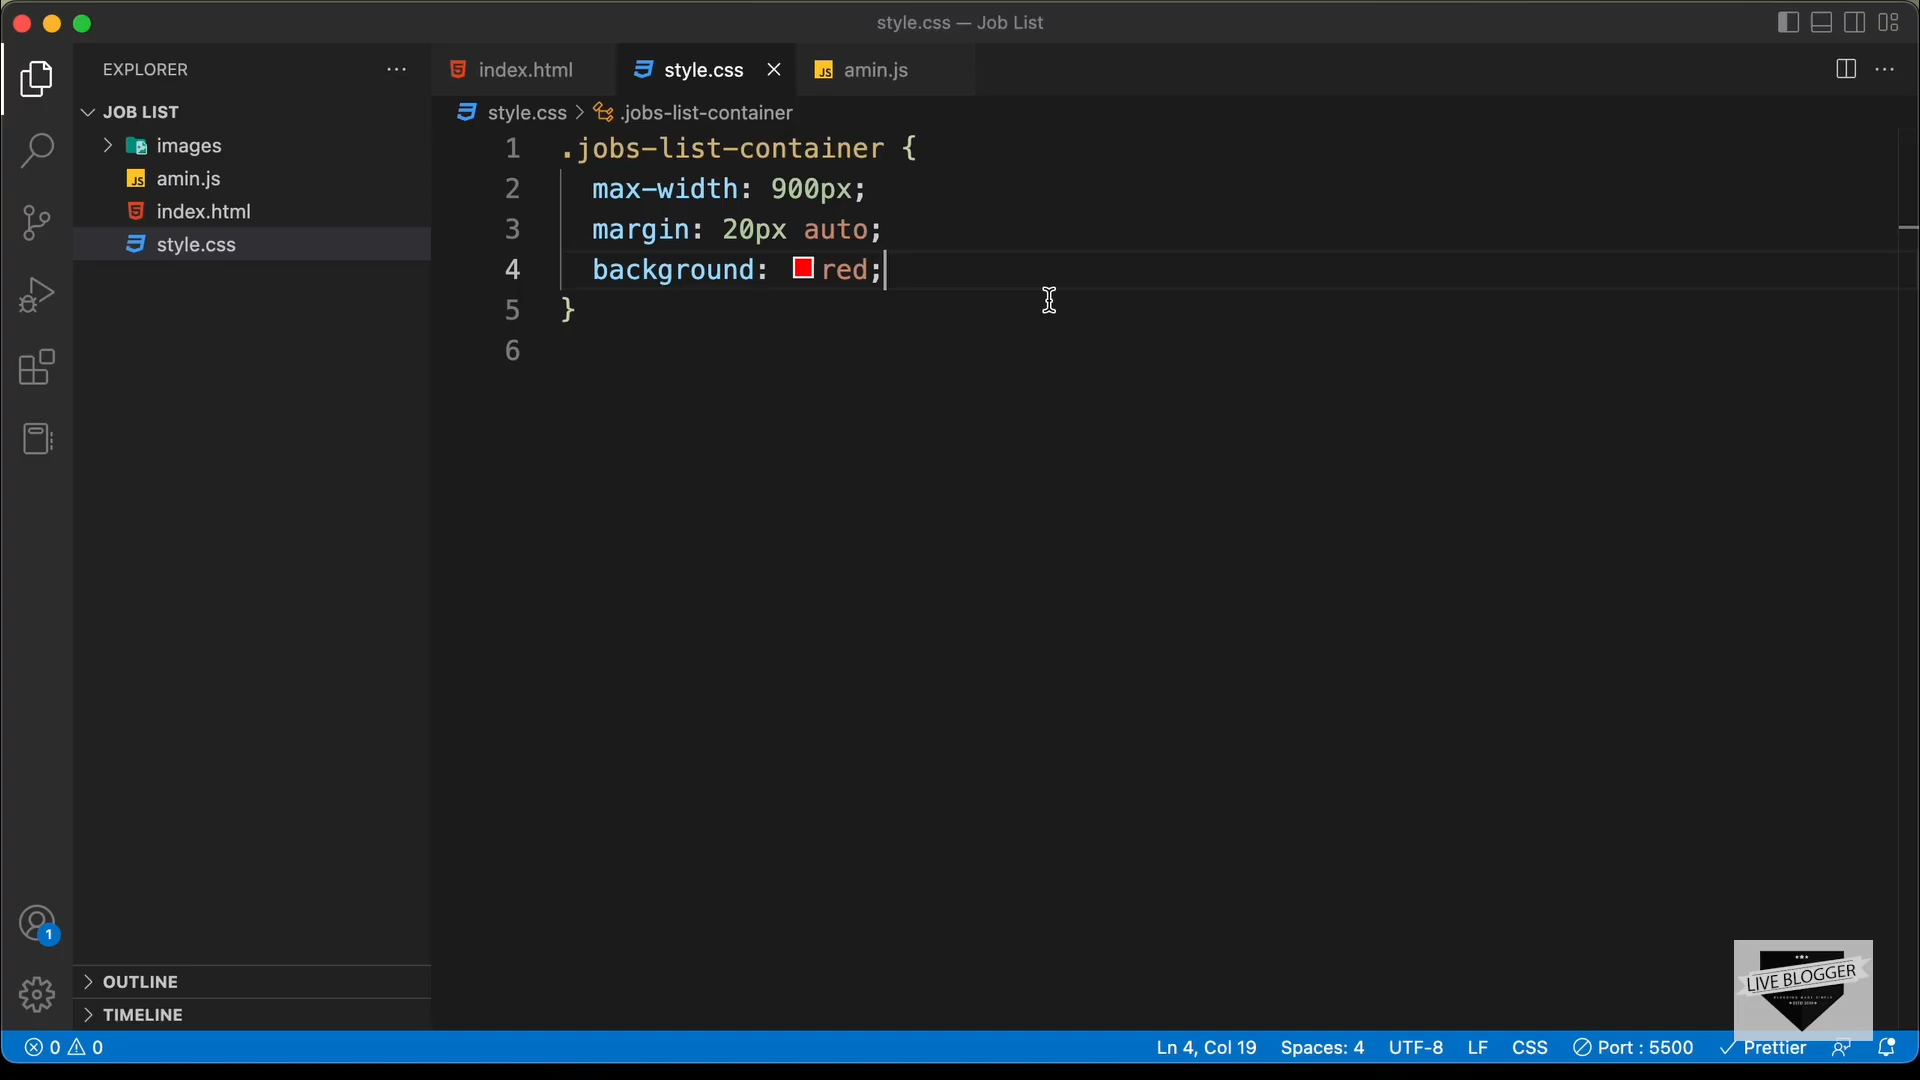 style.css — Job List
EXPLORER
index.html
style.css
amin.js
JOB LIST
style.css > .jobs-list-container
images
amin.js
index.html
style.css
1 .jobs-list-container {
2 max-width: 900px;
3 margin: 20px auto;
4 background: red;
5 }
6
1
OUTLINE
TIMELINE
LIVE BLOGGER
0 0
Ln 4, Col 19 Spaces: 4 UTF-8 LF CSS Port : 5500 Prettier